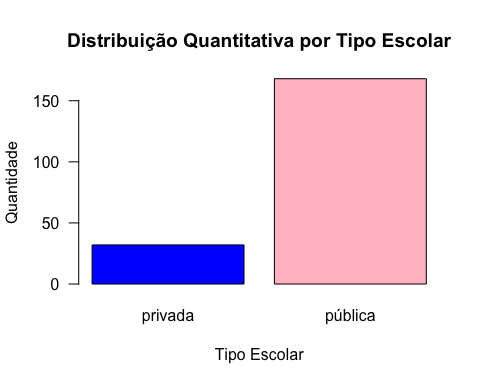 Distribuição Quantitativa por Tipo Escolar
Quantidade
150
100
50
0
privada pública
Tipo Escolar